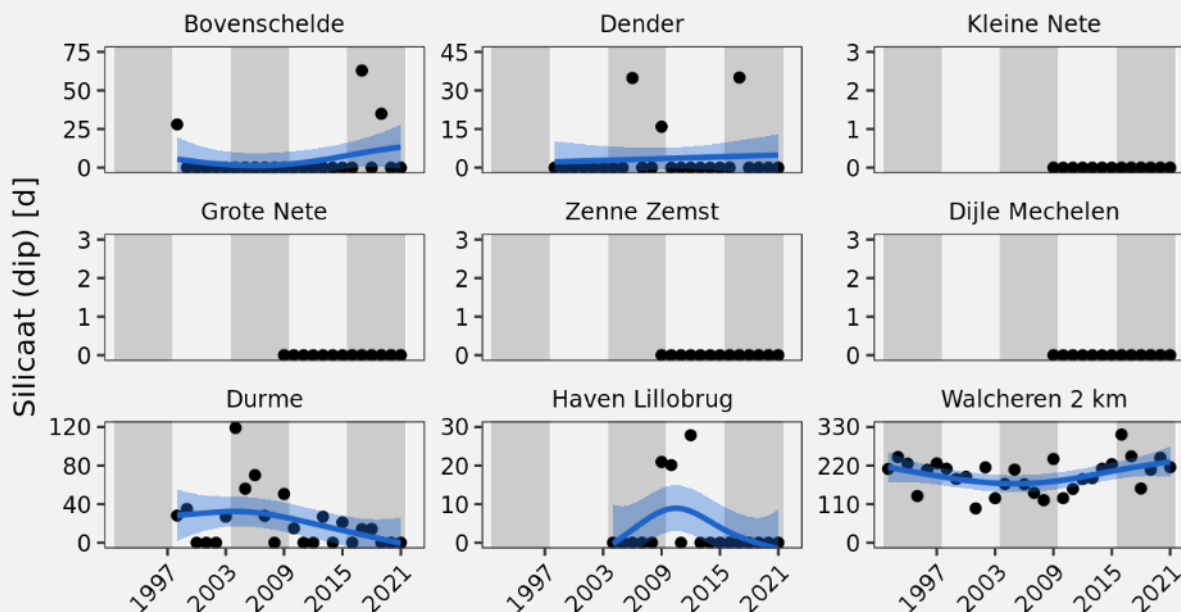 Silicaat (dip) [d]
Bovenschelde Dender Kleine Nete
75 45 3
50 30 2
25 15 1
0 0 0
Grote Nete Zenne Zemst Dijle Mechelen
3 3 3
2 2 2
1 1 1
0 0 0
Durme Haven Lillobrug Walcheren 2 km
120 30 330
80 20 220
40 10 110
0 0 0
1997 2003 2009 2015 2021 1997 2003 2009 2015 2021 1997 2003 2009 2015 2021